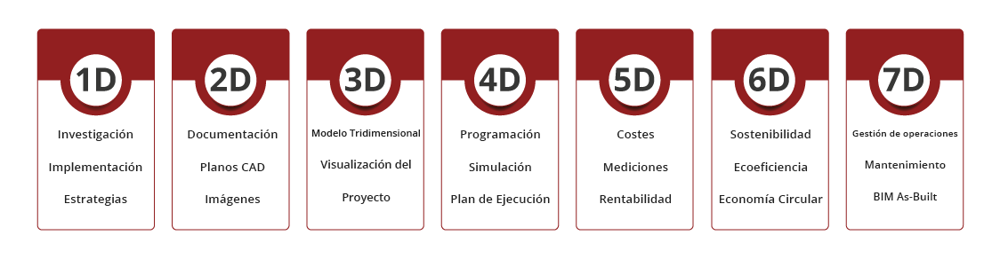 1D
Investigación
Implementación
Estrategias
2D
Documentación
Planos CAD
Imágenes
3D
Modelo Tridimensional
Visualización del
Proyecto
4D
Programación
Simulación
Plan de Ejecución
5D
Costes
Mediciones
Rentabilidad
6D
Sostenibilidad
Ecoeficiencia
Economía Circular
7D
Gestión de operaciones
Mantenimiento
BIM As-Built